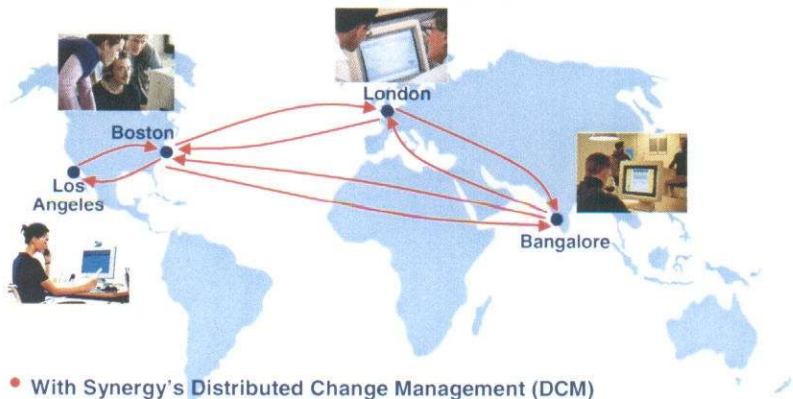 London
Boston
Los
Angeles
Bangalore
• With Synergy's Distributed Change Management (DCM)